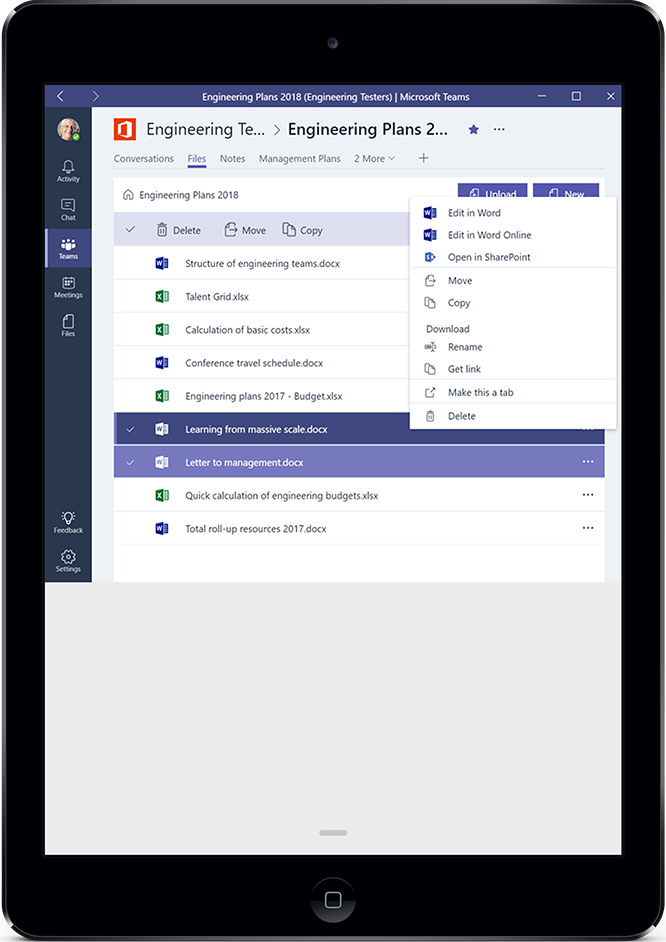 Engineering Plans 2018 (Engineering Testers) | Microsoft Teams
Engineering Te... > Engineering Plans 2...
Conversations Files Notes Management Plans 2 More
Activity
Chat
Teams
Meetings
Files
Feedback
Settings
Engineering Plans 2018
Upload New
Delete Move Copy
Structure of engineering teams.docx
Talent Grid.xlsx
Calculation of basic costs.xlsx
Conference travel schedule.docx
Engineering plans 2017 - Budget.xlsx
Learning from massive scale.docx
Letter to management.docx
Quick calculation of engineering budgets.xlsx
Total roll-up resources 2017.docx
Edit in Word
Edit in Word Online
Open in SharePoint
Move
Copy
Download
Rename
Get link
Make this a tab
Delete